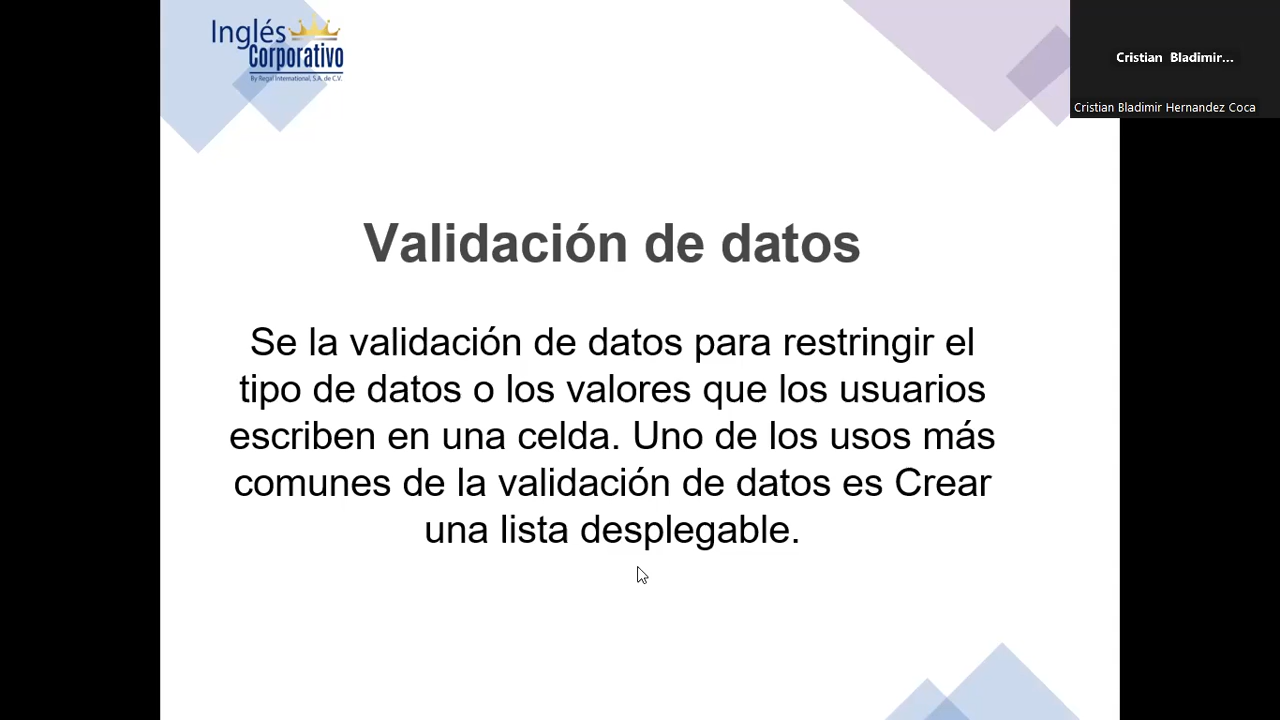 Inglés
Corporativo
By Regal International, S.A. de C.V.
Cristian Bladimir...
Cristian Bladimir Hernandez Coca
Validación de datos
Se la validación de datos para restringir el
tipo de datos o los valores que los usuarios
escriben en una celda. Uno de los usos más
comunes de la validación de datos es Crear
una lista desplegable.